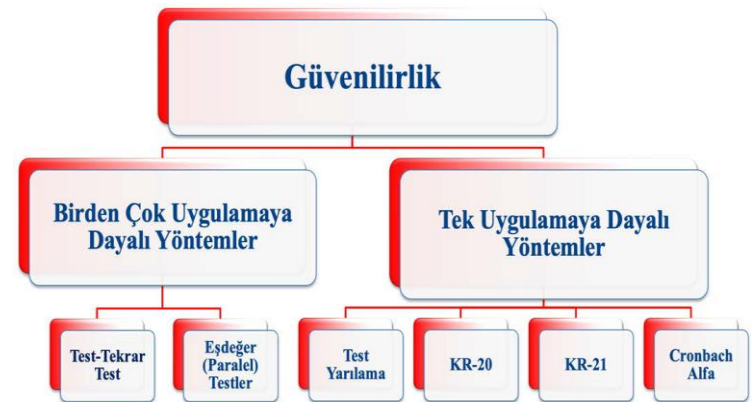 Güvenilirlik
Birden Çok Uygulamaya
Dayalı Yöntemler
Tek Uygulamaya Dayalı
Yöntemler
Test-Tekrar
Test
Eşdeğer
(Paralel)
Testler
Test
Yarılama
KR-20
KR-21
Cronbach
Alfa